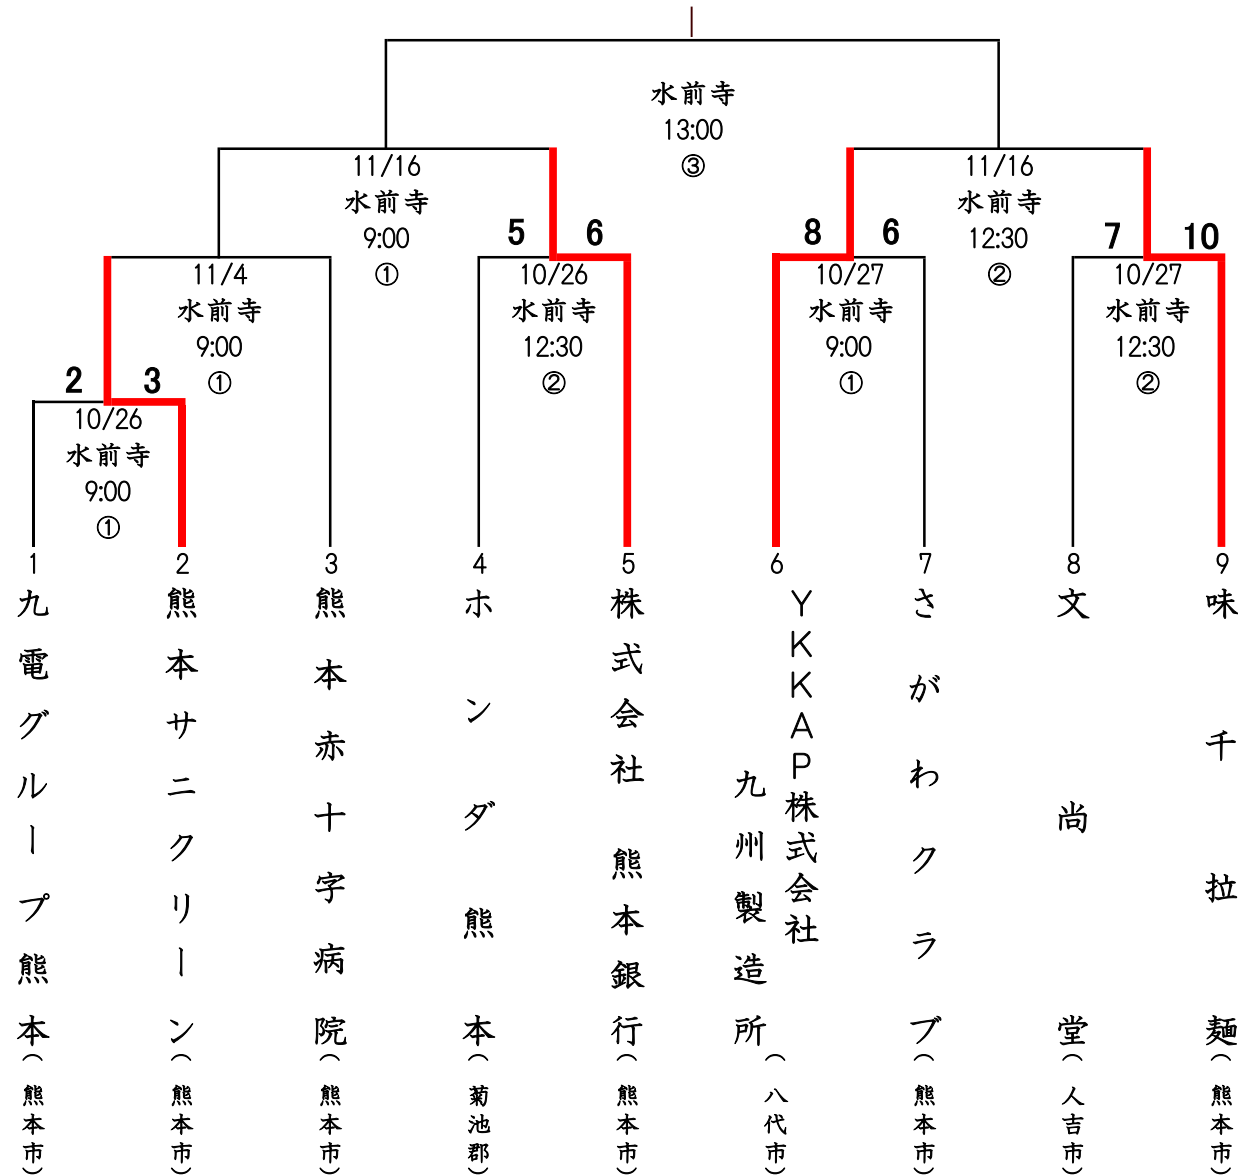 水前寺
13:00
③
11/16
水前寺
9:00
①
11/16
水前寺
12:30
②
5 6
8 6
7 10
11/4
水前寺
9:00
①
10/26
水前寺
12:30
②
10/27
水前寺
9:00
①
10/27
水前寺
12:30
②
2 3
10/26
水前寺
9:00
①
1
九電グループ熊本(熊本市)
2
熊本サニクリーン(熊本市)
3
熊本赤十字病院(熊本市)
4
ホンダ熊本(菊池郡)
5
株式会社 熊本銀行(熊本市)
6
YKKAP株式会社
九州製造所(八代市)
7
さがわクラブ(熊本市)
8
文尚堂(人吉市)
9
味千拉麺(熊本市)